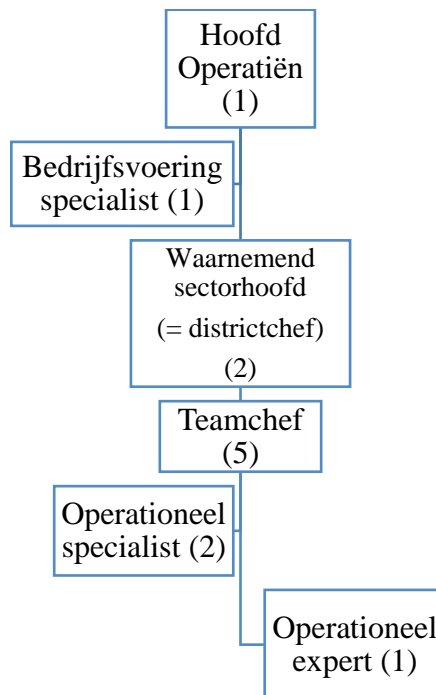 Hoofd
Operatiën
(1)
Bedrijfsvoering
specialist (1)
Waarnemend
sectorhoofd
(= districtchef)
(2)
Teamchef
(5)
Operationeel
specialist (2)
Operationeel
expert (1)